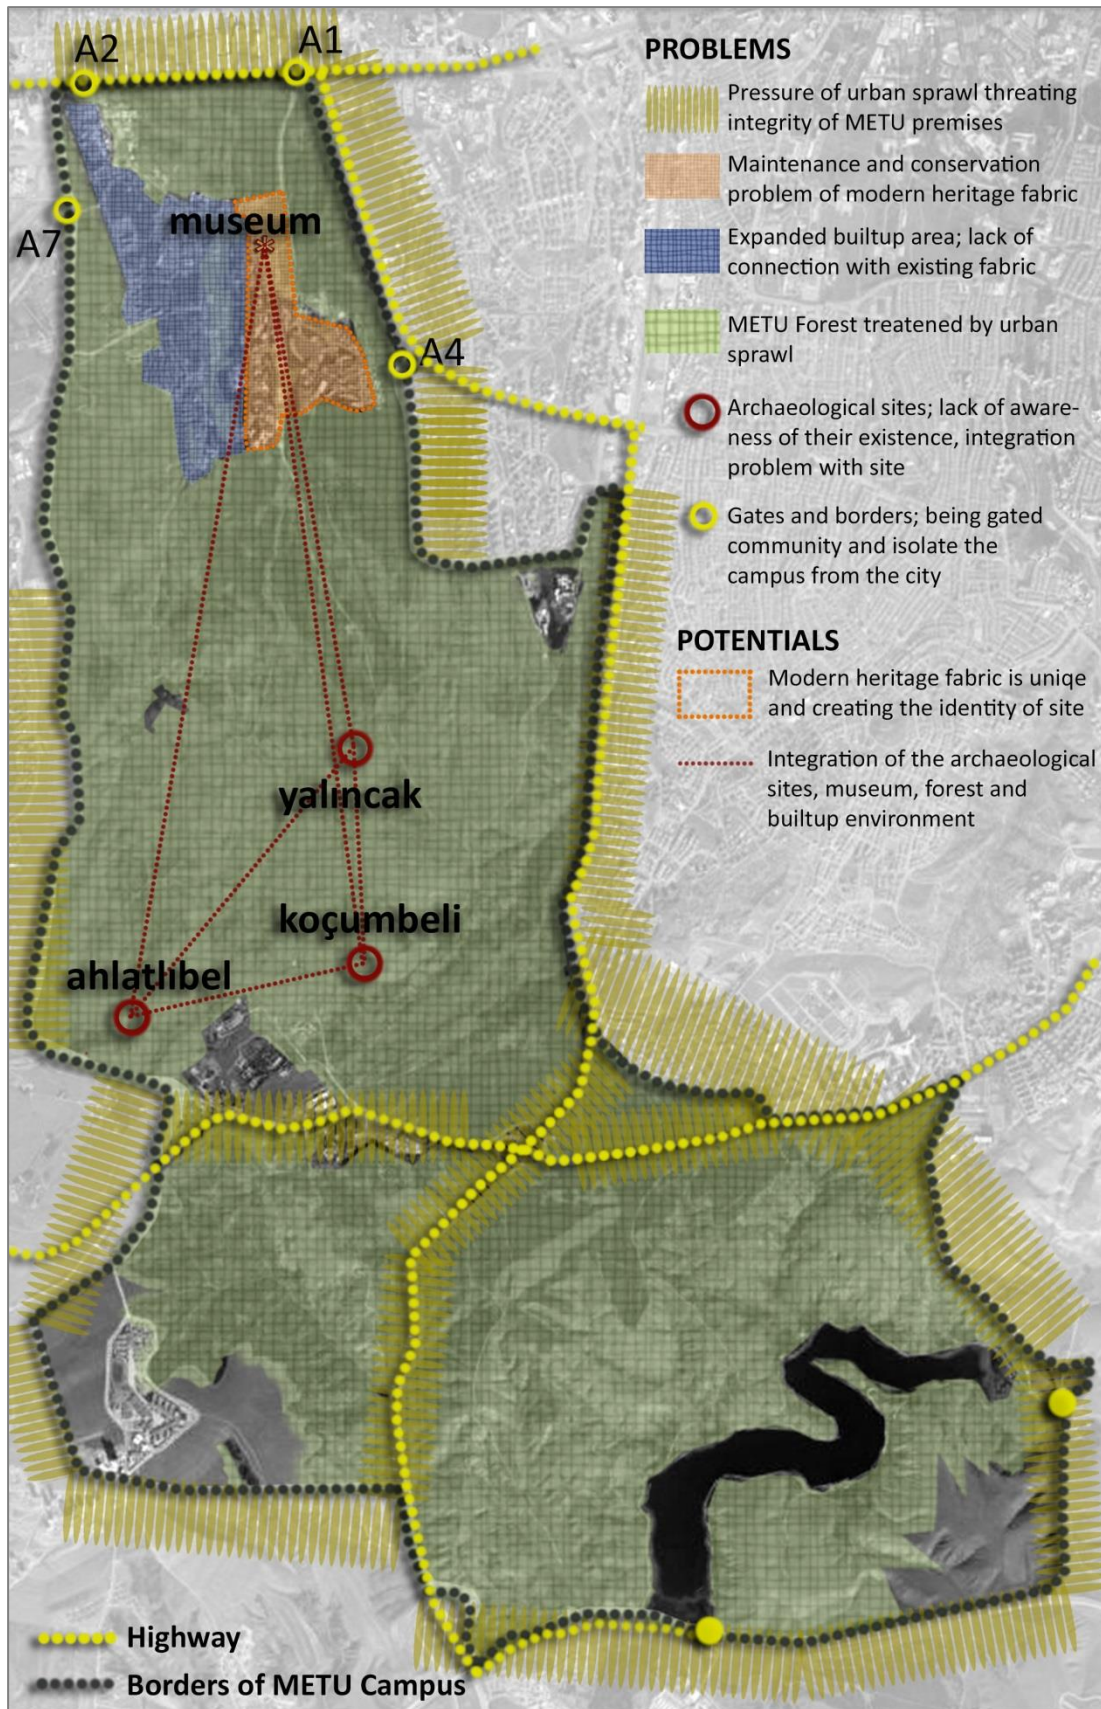 A2
A1
A7
museum
A4
yalıncak
koçumbeli
ahlatlıbel
PROBLEMS
Pressure of urban sprawl threating
integrity of METU premises
Maintenance and conservation
problem of modern heritage fabric
Expanded builtup area; lack of
connection with existing fabric
METU Forest treatened by urban
sprawl
Archaeological sites; lack of aware-
ness of their existence, integration
problem with site
Gates and borders; being gated
community and isolate the
campus from the city
POTENTIALS
Modern heritage fabric is uniqe
and creating the identity of site
Integration of the archaeological
sites, museum, forest and
builtup environment
Highway
Borders of METU Campus